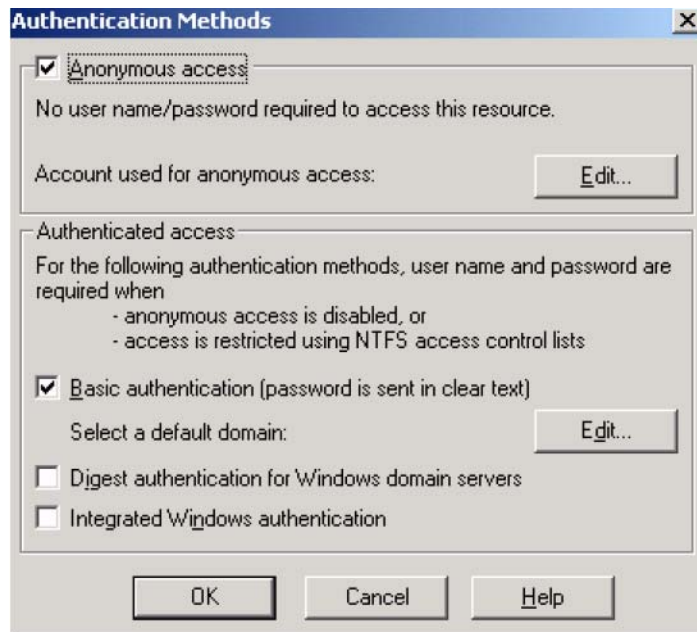 Authentication Methods
Anonymous access
No user name/password required to access this resource.
Account used for anonymous access:
Edit...
Authenticated access
For the following authentication methods, user name and password are
required when
- anonymous access is disabled, or
- access is restricted using NTFS access control lists
Basic authentication (password is sent in clear text)
Select a default domain:
Edit...
Digest authentication for Windows domain servers
Integrated Windows authentication
OK
Cancel
Help